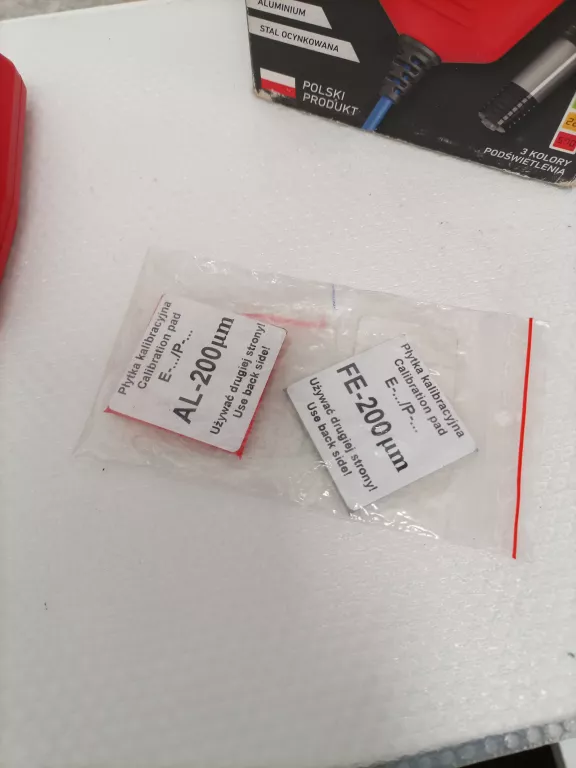 ALUMINIUM
STAL OCYNKOWANA
POLSKI
PRODUKT
3 KOLORY
PODŚWIETLENIA
Płytka kalibracyjna
Calibration pad
E-.../P-...
AL-200µm
Używać drugiej strony!
Use back side!
Płytka kalibracyjna
Calibration pad
E-.../P-...
FE-200µm
Używać drugiej strony!
Use back side!